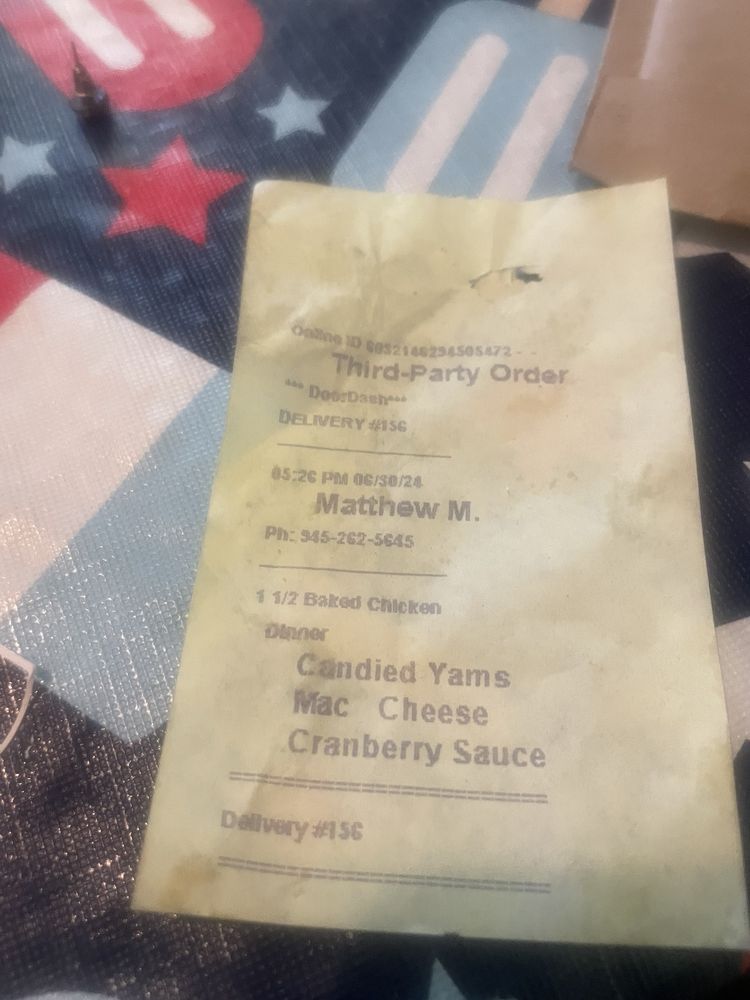 Online ID 6032146294505472 - -
Third-Party Order
*** DoorDash***
DELIVERY #156
05:26 PM 06/30/24
Matthew M.
Ph: 945-262-5645
1 1/2 Baked Chicken
Dinner
Candied Yams
Mac Cheese
Cranberry Sauce
Delivery #156